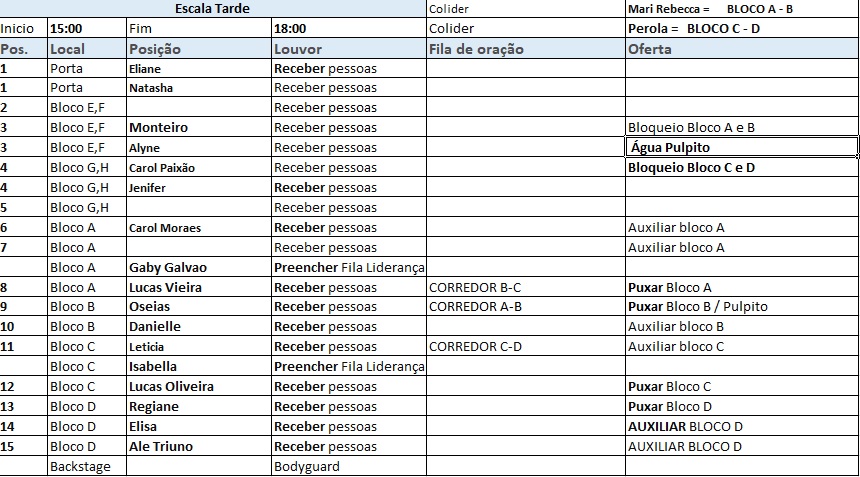 Escala Tarde Colider Mari Rebecca = BLOCO A - B
Inicio 15:00 Fim 18:00 Colider Perola = BLOCO C - D
Pos. Local Posição Louvor Fila de oração Oferta
1 Porta Eliane Receber pessoas
1 Porta Natasha Receber pessoas
2 Bloco E,F Receber pessoas
3 Bloco E,F Monteiro Receber pessoas Bloqueio Bloco A e B
3 Bloco E,F Alyne Receber pessoas Água Pulpito
4 Bloco G,H Carol Paixão Receber pessoas Bloqueio Bloco C e D
4 Bloco G,H Jenifer Receber pessoas
5 Bloco G,H Receber pessoas
6 Bloco A Carol Moraes Receber pessoas Auxiliar bloco A
7 Bloco A Receber pessoas Auxiliar bloco A
Bloco A Gaby Galvao Preencher Fila Liderança
8 Bloco A Lucas Vieira Receber pessoas CORREDOR B-C Puxar Bloco A
9 Bloco B Oseias Receber pessoas CORREDOR A-B Puxar Bloco B / Pulpito
10 Bloco B Danielle Receber pessoas Auxiliar bloco B
11 Bloco C Leticia Receber pessoas CORREDOR C-D Auxiliar bloco C
Bloco C Isabella Preencher Fila Liderança
12 Bloco C Lucas Oliveira Receber pessoas Puxar Bloco C
13 Bloco D Regiane Receber pessoas Puxar Bloco D
14 Bloco D Elisa Receber pessoas AUXILIAR BLOCO D
15 Bloco D Ale Triuno Receber pessoas AUXILIAR BLOCO D
Backstage Bodyguard